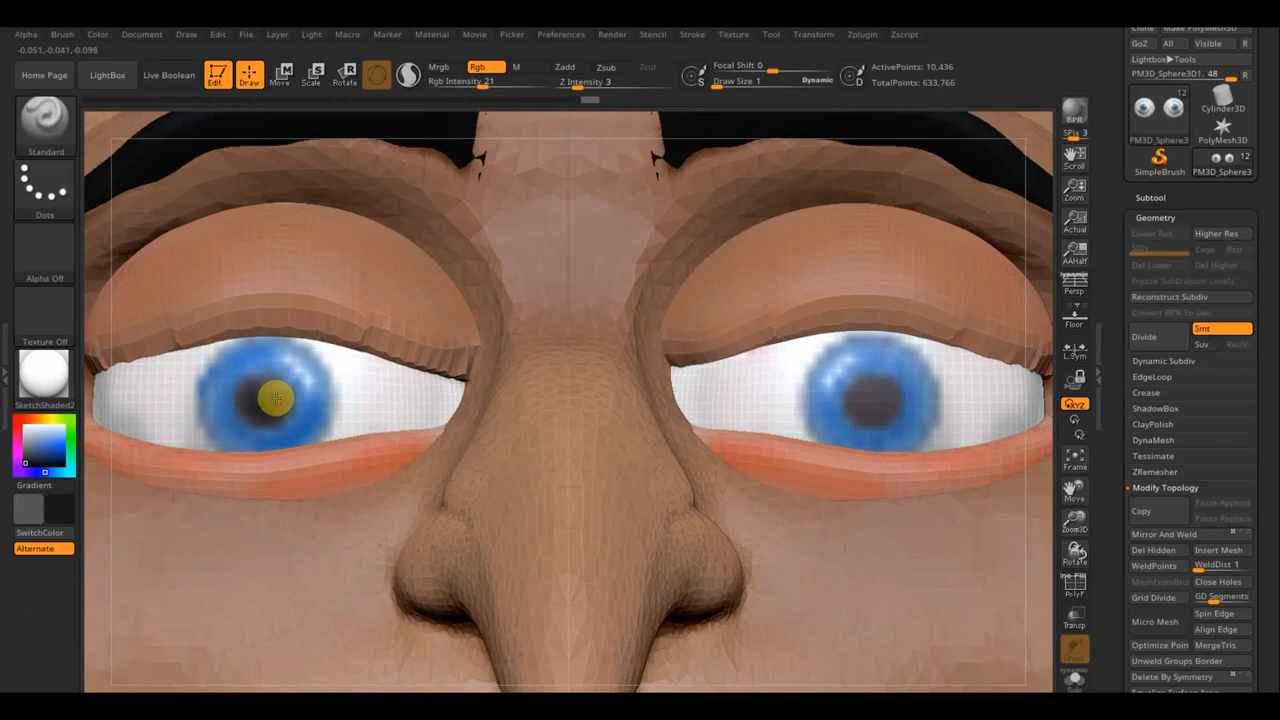 Alpha Brush Color Document Draw Edit File Layer Light Macro Marker Material Movie Picker Preferences Render Stencil Stroke Texture Tool Transform Zplugin Zscript
-0.051,-0.041,-0.098
Home Page LightBox Live Boolean Edit Draw Move Scale Rotate
Mrgb Rgb M Zadd Zsub Zcut
Rgb Intensity 21 Z Intensity 3
Focal Shift 0
Draw Size 1 Dynamic
S D
ActivePoints: 10,436
TotalPoints: 633,766
Standard
Dots
Alpha Off
Texture Off
SketchShaded2
Gradient
SwitchColor
Alternate
BPR
SPix 3
Scroll
Zoom
Actual
AAHalf
Dynamic
Persp
Floor
L.Sym
XYZ
Frame
Move
Zoom3D
Rotate
PolyF
Transp
Ghost
Dynamic
Solo
Clone Make PolyMesh3D
GoZ All Visible R
Lightbox▶Tools
PM3D_Sphere3D1. 48 R
12
PM3D_Sphere3
Cylinder3D
PolyMesh3D
SimpleBrush
12
PM3D_Sphere3
Subtool
Geometry
Lower Res Higher Res
SDiv Cage Rstr
Del Lower Del Higher
Freeze SubDivision Levels
Reconstruct Subdiv
Convert BPR To Geo
Divide Smt
Suv ReUV
Dynamic Subdiv
EdgeLoop
Crease
ShadowBox
ClayPolish
DynaMesh
Tessimate
ZRemesher
Modify Topology
Copy Paste Append
Paste Replace
Mirror And Weld
Del Hidden Insert Mesh
WeldPoints WeldDist 1
MeshFromBru Close Holes
Grid Divide GD Segments
Micro Mesh Spin Edge
Align Edge
Optimize Poin MergeTris
Unweld Groups Border
Delete By Symmetry